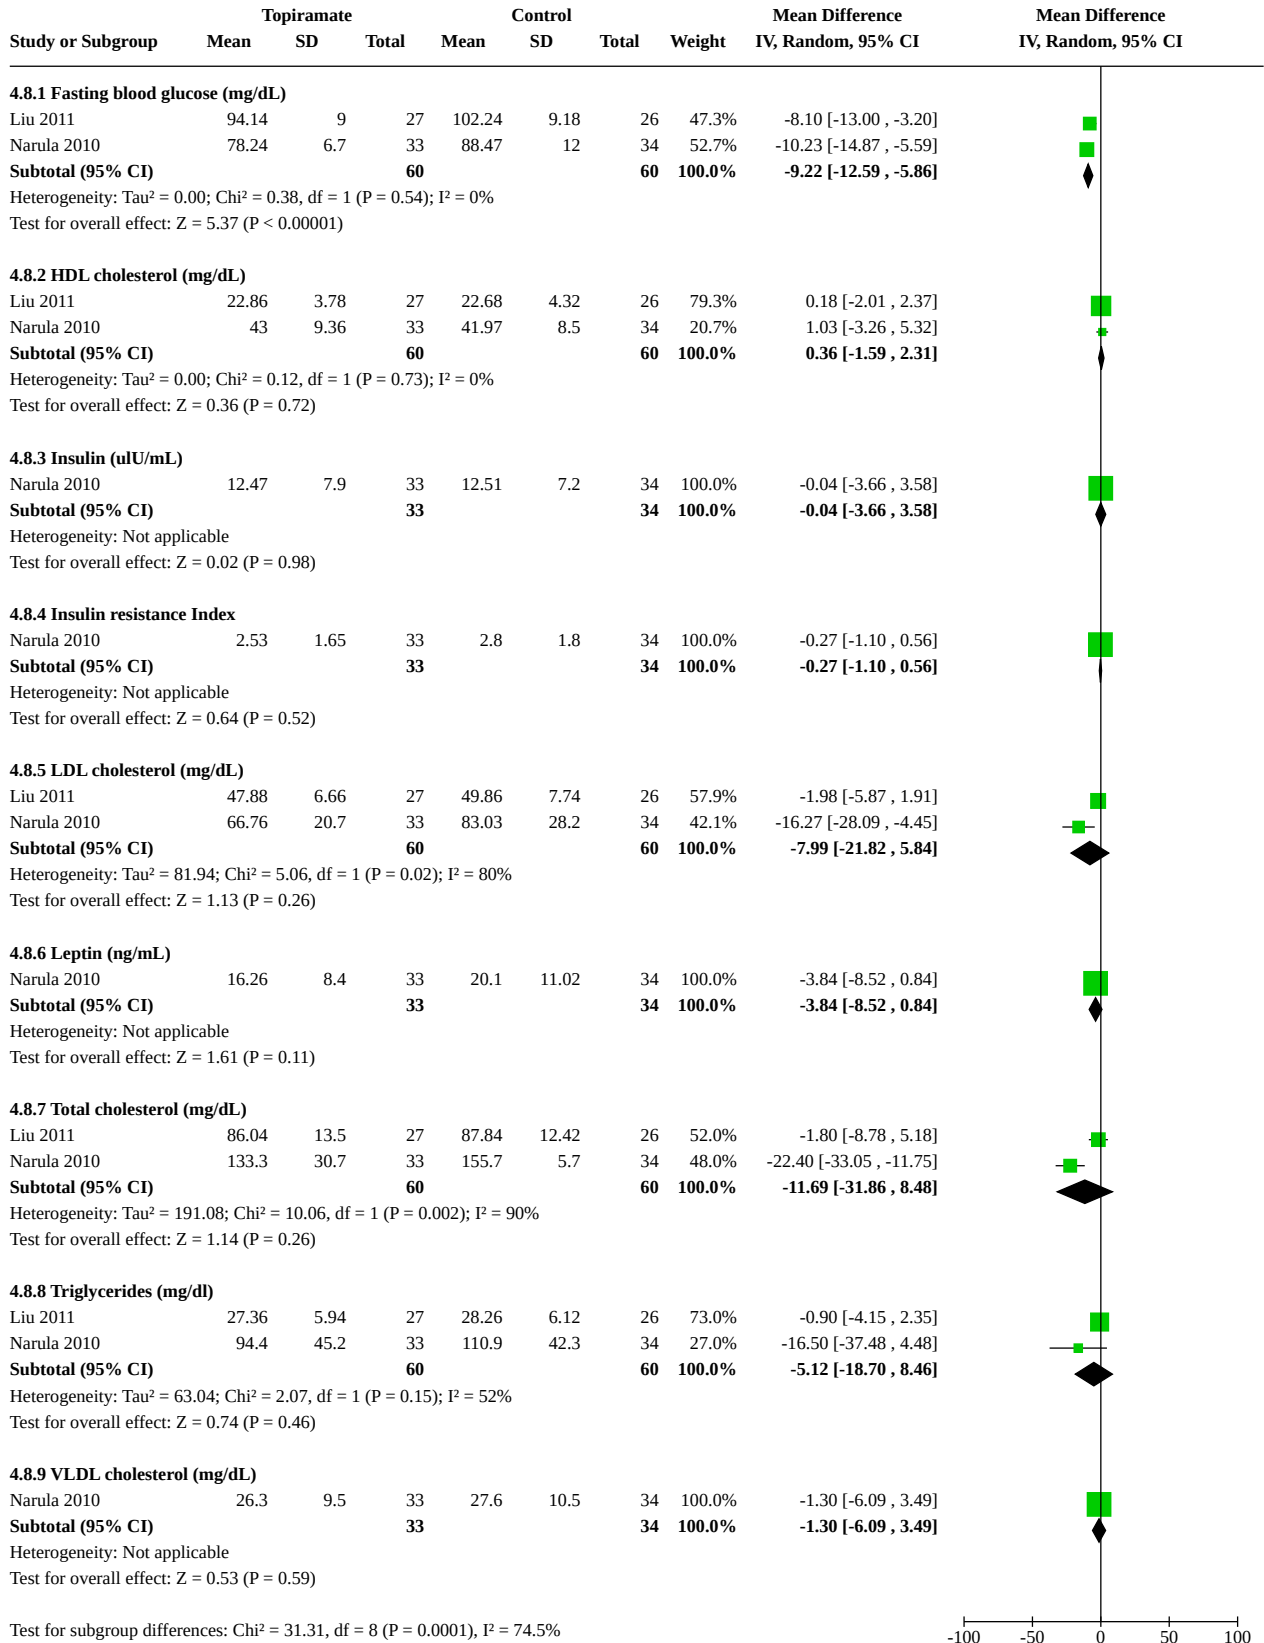 Topiramate Control Mean Difference Mean Difference
Study or Subgroup Mean SD Total Mean SD Total Weight IV, Random, 95% CI IV, Random, 95% CI
4.8.1 Fasting blood glucose (mg/dL)
Liu 2011 94.14 9 27 102.24 9.18 26 47.3% -8.10 [-13.00 , -3.20]
Narula 2010 78.24 6.7 33 88.47 12 34 52.7% -10.23 [-14.87 , -5.59]
Subtotal (95% CI) 60 60 100.0% -9.22 [-12.59 , -5.86]
Heterogeneity: Tau² = 0.00; Chi² = 0.38, df = 1 (P = 0.54); I² = 0%
Test for overall effect: Z = 5.37 (P < 0.00001)
4.8.2 HDL cholesterol (mg/dL)
Liu 2011 22.86 3.78 27 22.68 4.32 26 79.3% 0.18 [-2.01 , 2.37]
Narula 2010 43 9.36 33 41.97 8.5 34 20.7% 1.03 [-3.26 , 5.32]
Subtotal (95% CI) 60 60 100.0% 0.36 [-1.59 , 2.31]
Heterogeneity: Tau² = 0.00; Chi² = 0.12, df = 1 (P = 0.73); I² = 0%
Test for overall effect: Z = 0.36 (P = 0.72)
4.8.3 Insulin (ulU/mL)
Narula 2010 12.47 7.9 33 12.51 7.2 34 100.0% -0.04 [-3.66 , 3.58]
Subtotal (95% CI) 33 34 100.0% -0.04 [-3.66 , 3.58]
Heterogeneity: Not applicable
Test for overall effect: Z = 0.02 (P = 0.98)
4.8.4 Insulin resistance Index
Narula 2010 2.53 1.65 33 2.8 1.8 34 100.0% -0.27 [-1.10 , 0.56]
Subtotal (95% CI) 33 34 100.0% -0.27 [-1.10 , 0.56]
Heterogeneity: Not applicable
Test for overall effect: Z = 0.64 (P = 0.52)
4.8.5 LDL cholesterol (mg/dL)
Liu 2011 47.88 6.66 27 49.86 7.74 26 57.9% -1.98 [-5.87 , 1.91]
Narula 2010 66.76 20.7 33 83.03 28.2 34 42.1% -16.27 [-28.09 , -4.45]
Subtotal (95% CI) 60 60 100.0% -7.99 [-21.82 , 5.84]
Heterogeneity: Tau² = 81.94; Chi² = 5.06, df = 1 (P = 0.02); I² = 80%
Test for overall effect: Z = 1.13 (P = 0.26)
4.8.6 Leptin (ng/mL)
Narula 2010 16.26 8.4 33 20.1 11.02 34 100.0% -3.84 [-8.52 , 0.84]
Subtotal (95% CI) 33 34 100.0% -3.84 [-8.52 , 0.84]
Heterogeneity: Not applicable
Test for overall effect: Z = 1.61 (P = 0.11)
4.8.7 Total cholesterol (mg/dL)
Liu 2011 86.04 13.5 27 87.84 12.42 26 52.0% -1.80 [-8.78 , 5.18]
Narula 2010 133.3 30.7 33 155.7 5.7 34 48.0% -22.40 [-33.05 , -11.75]
Subtotal (95% CI) 60 60 100.0% -11.69 [-31.86 , 8.48]
Heterogeneity: Tau² = 191.08; Chi² = 10.06, df = 1 (P = 0.002); I² = 90%
Test for overall effect: Z = 1.14 (P = 0.26)
4.8.8 Triglycerides (mg/dl)
Liu 2011 27.36 5.94 27 28.26 6.12 26 73.0% -0.90 [-4.15 , 2.35]
Narula 2010 94.4 45.2 33 110.9 42.3 34 27.0% -16.50 [-37.48 , 4.48]
Subtotal (95% CI) 60 60 100.0% -5.12 [-18.70 , 8.46]
Heterogeneity: Tau² = 63.04; Chi² = 2.07, df = 1 (P = 0.15); I² = 52%
Test for overall effect: Z = 0.74 (P = 0.46)
4.8.9 VLDL cholesterol (mg/dL)
Narula 2010 26.3 9.5 33 27.6 10.5 34 100.0% -1.30 [-6.09 , 3.49]
Subtotal (95% CI) 33 34 100.0% -1.30 [-6.09 , 3.49]
Heterogeneity: Not applicable
Test for overall effect: Z = 0.53 (P = 0.59)
Test for subgroup differences: Chi² = 31.31, df = 8 (P = 0.0001), I² = 74.5%
-100 -50 0 50 100